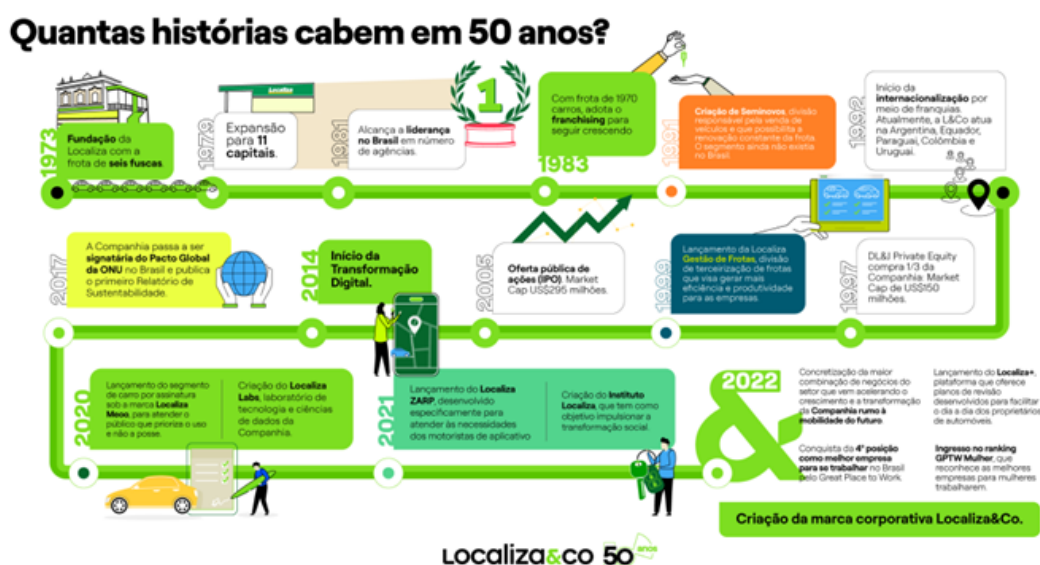 Quantas histórias cabem em 50 anos?
1973
Fundação da
Localiza com a
frota de seis fuscas.
1979
Localiza
Expansão
para 11
capitais.
1981
Alcança a liderança
no Brasil em número
de agências.
1
Com frota de 1970
carros, adota o
franchising para
seguir crescendo
1983
1991
Criação de Seminovos, divisão
responsável pela venda de
veículos e que possibilita a
renovação constante da frota
O segmento ainda não existia
no Brasil.
1992
Início da
internacionalização por
meio de franquias.
Atualmente, a L&Co atua
na Argentina, Equador,
Paraguai, Colômbia e
Uruguai.
2017
A Companhia passa a ser
signatária do Pacto Global
da ONU no Brasil e publica
o primeiro Relatório de
Sustentabilidade.
2014
Início da
Transformação
Digital.
2005
Oferta pública de
ações (IPO). Market
Cap US$295 milhões.
1999
Lançamento da Localiza
Gestão de Frotas, divisão
de terceirização de frotas
que visa gerar mais
eficiência e produtividade
para as empresas.
1997
DL&J Private Equity
compra 1/3 da
Companhia. Market
Cap de US$150
milhões.
2020
Lançamento do segmento
de carro por assinatura
sob a marca Localiza
Meoo, para atender o
público que prioriza o uso
e não a posse.
Criação do Localiza
Labs, laboratório de
tecnologia e ciências
de dados da
Companhia.
2021
Lançamento do Localiza
ZARP, desenvolvido
especificamente para
atender às necessidades
dos motoristas de aplicativo
Criação do Instituto
Localiza, que tem como
objetivo impulsionar a
transformação social.
2022
&
Concretização da maior
combinação de negócios do
setor que vem acelerando o
crescimento e a transformação
da Companhia rumo à
mobilidade do futuro.
Lançamento do Localiza+,
plataforma que oferece
planos de revisão
desenvolvidos para facilitar
o dia a dia dos proprietários
de automóveis.
Conquista da 4ª posição
como melhor empresa
para se trabalhar no Brasil
pelo Great Place to Work.
Ingresso no ranking
GPTW Mulher, que
reconhece as melhores
empresas para mulheres
trabalharem.
Criação da marca corporativa Localiza&Co.
Localiza&co 50 anos